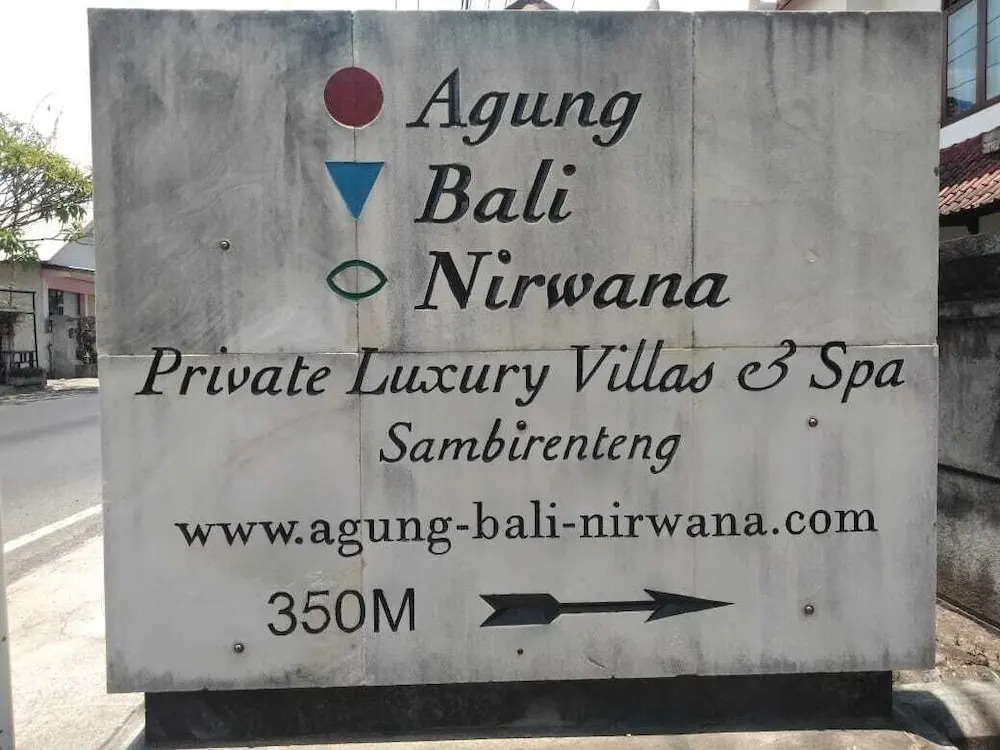 Agung
Bali
Nirwana
Private Luxury Villas & Spa
Sambirenteng
www.agung-bali-nirwana.com
350M